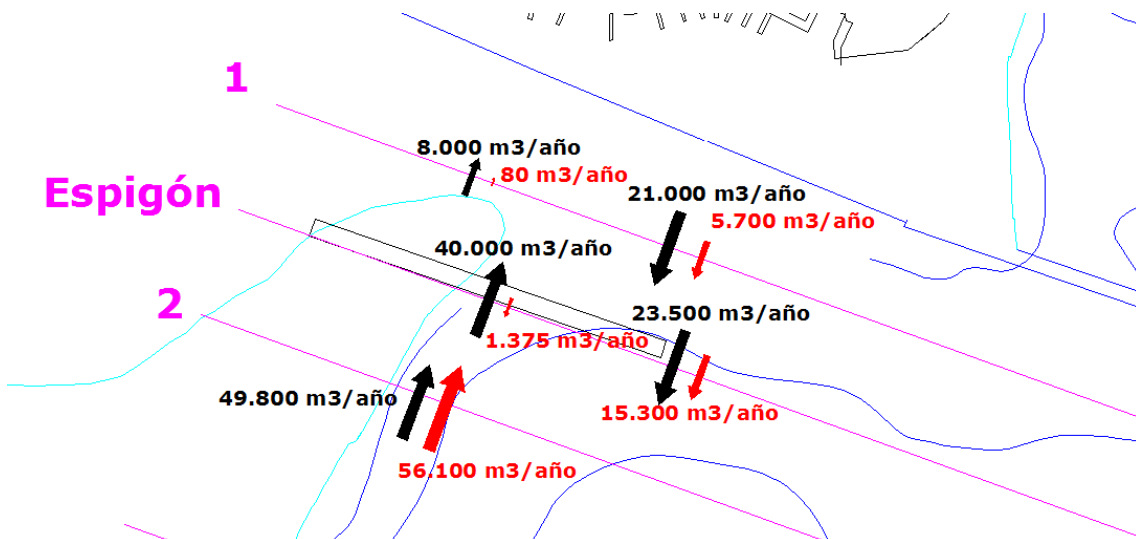 1
8.000 m3/año
80 m3/año
21.000 m3/año
5.700 m3/año
Espigón
40.000 m3/año
2
23.500 m3/año
1.375 m3/año
49.800 m3/año
15.300 m3/año
56.100 m3/año